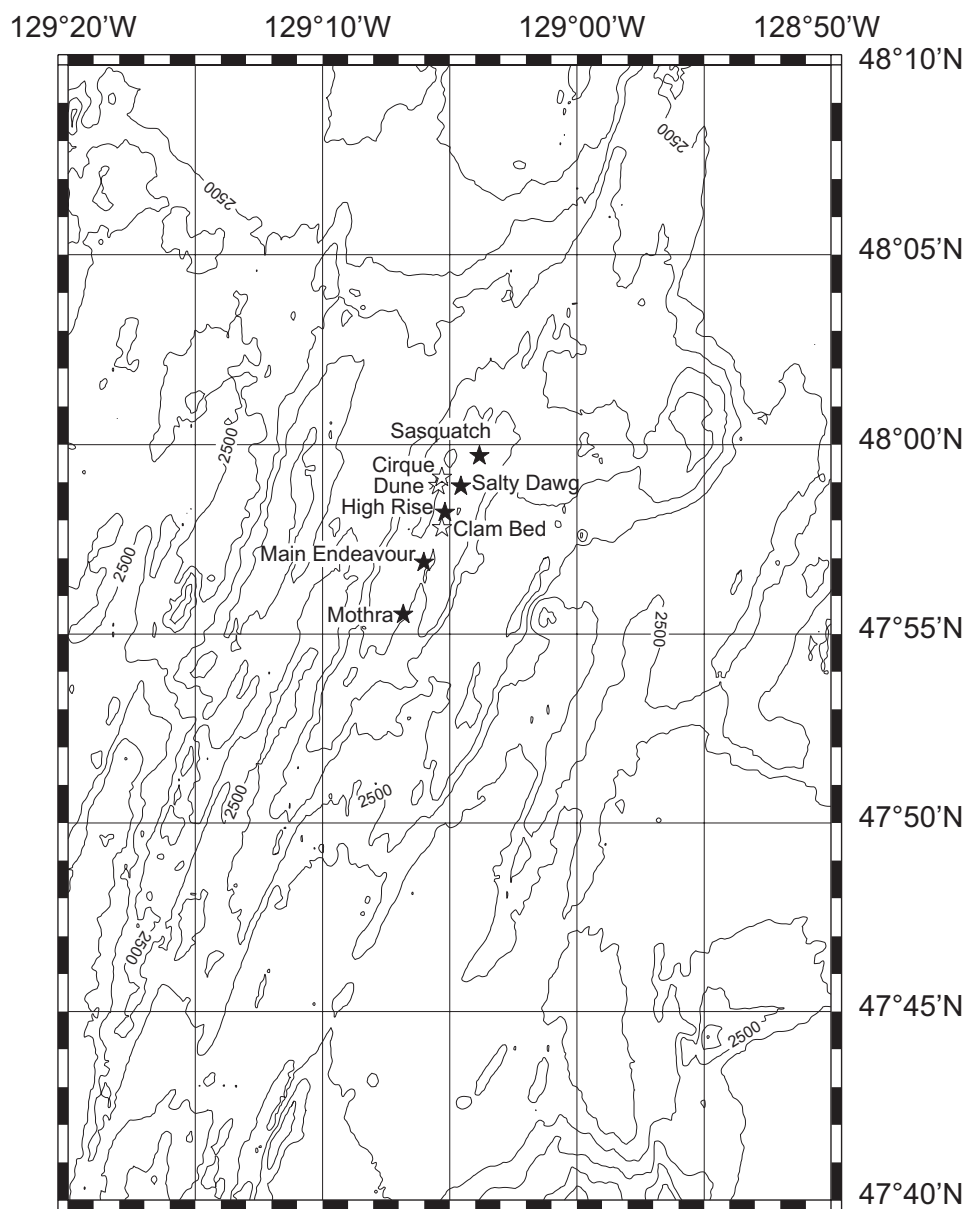 129°20'W 129°10'W 129°00'W 128°50'W
48°10'N
2500
2500
48°05'N
2500
Sasquatch
48°00'N
Cirque
Dune Salty Dawg
High Rise
Clam Bed
2500
Main Endeavour
Mothra
2500
47°55'N
2500
2500
47°50'N
2500
47°45'N
2500
47°40'N